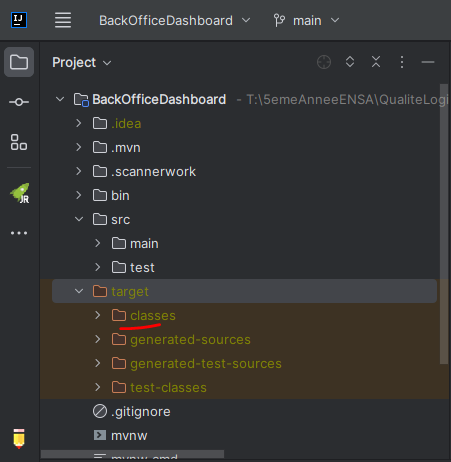 IJ BackOfficeDashboard main
Project
BackOfficeDashboard - T:\5emeAnneeENSA\QualiteLogi
.idea
.mvn
.scannerwork
bin
src
main
test
target
classes
generated-sources
generated-test-sources
test-classes
.gitignore
mvnw
mvnw.cmd
JR